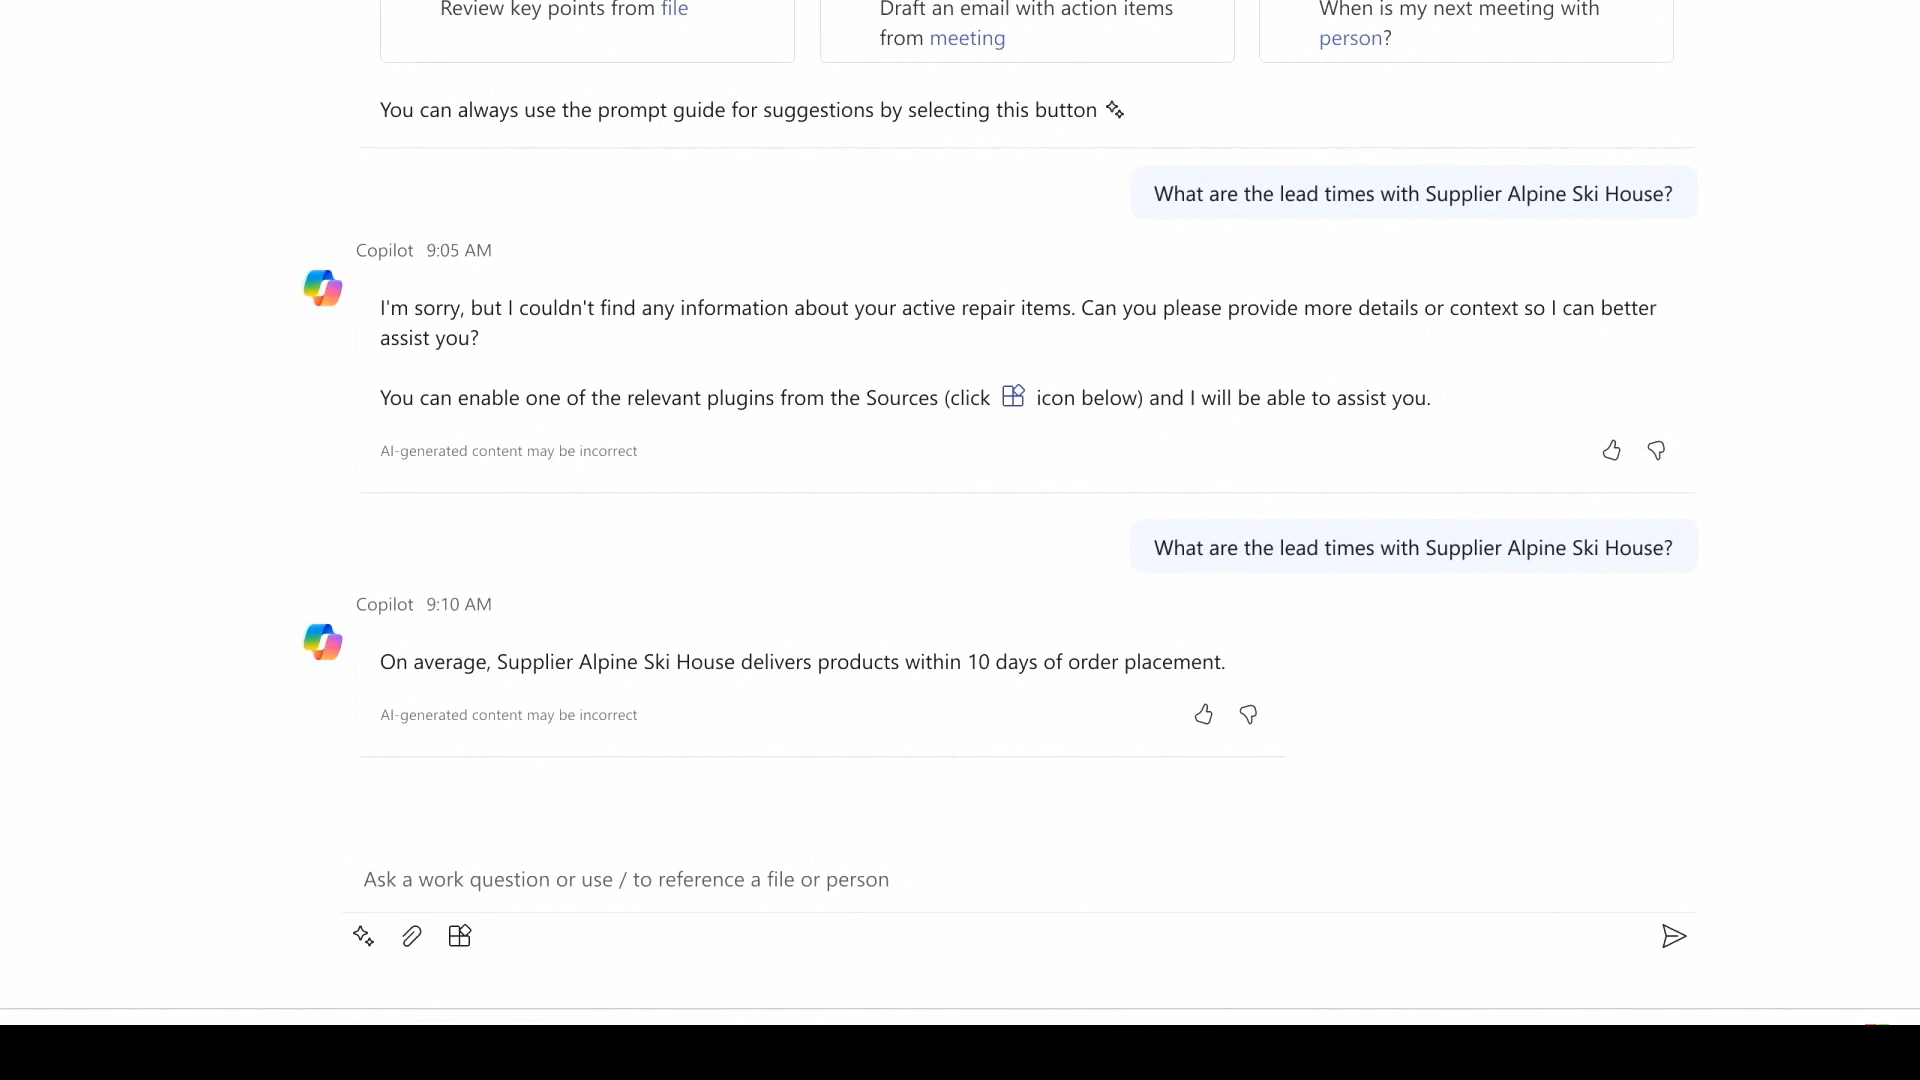 Review key points from file
Draft an email with action items
from meeting
When is my next meeting with
person?
You can always use the prompt guide for suggestions by selecting this button
What are the lead times with Supplier Alpine Ski House?
Copilot 9:05 AM
I'm sorry, but I couldn't find any information about your active repair items. Can you please provide more details or context so I can better
assist you?
You can enable one of the relevant plugins from the Sources (click icon below) and I will be able to assist you.
AI-generated content may be incorrect
What are the lead times with Supplier Alpine Ski House?
Copilot 9:10 AM
On average, Supplier Alpine Ski House delivers products within 10 days of order placement.
AI-generated content may be incorrect
Ask a work question or use / to reference a file or person